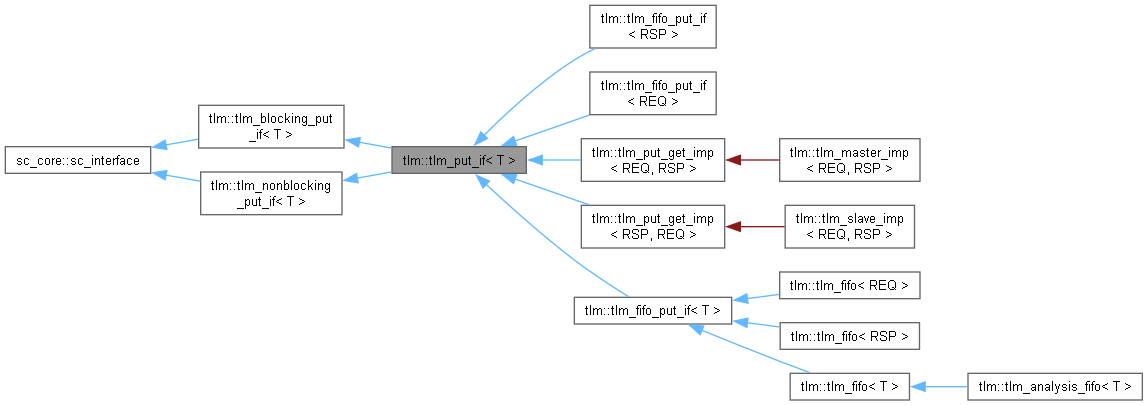 tlm::tlm_fifo_put_if
< RSP >
tlm::tlm_fifo_put_if
< REQ >
tlm::tlm_blocking_put
_if< T >
sc_core::sc_interface
tlm::tlm_put_if< T >
tlm::tlm_put_get_imp
< REQ, RSP >
tlm::tlm_master_imp
< REQ, RSP >
tlm::tlm_nonblocking
_put_if< T >
tlm::tlm_put_get_imp
< RSP, REQ >
tlm::tlm_slave_imp
< REQ, RSP >
tlm::tlm_fifo_put_if< T >
tlm::tlm_fifo< REQ >
tlm::tlm_fifo< RSP >
tlm::tlm_fifo< T >
tlm::tlm_analysis_fifo< T >